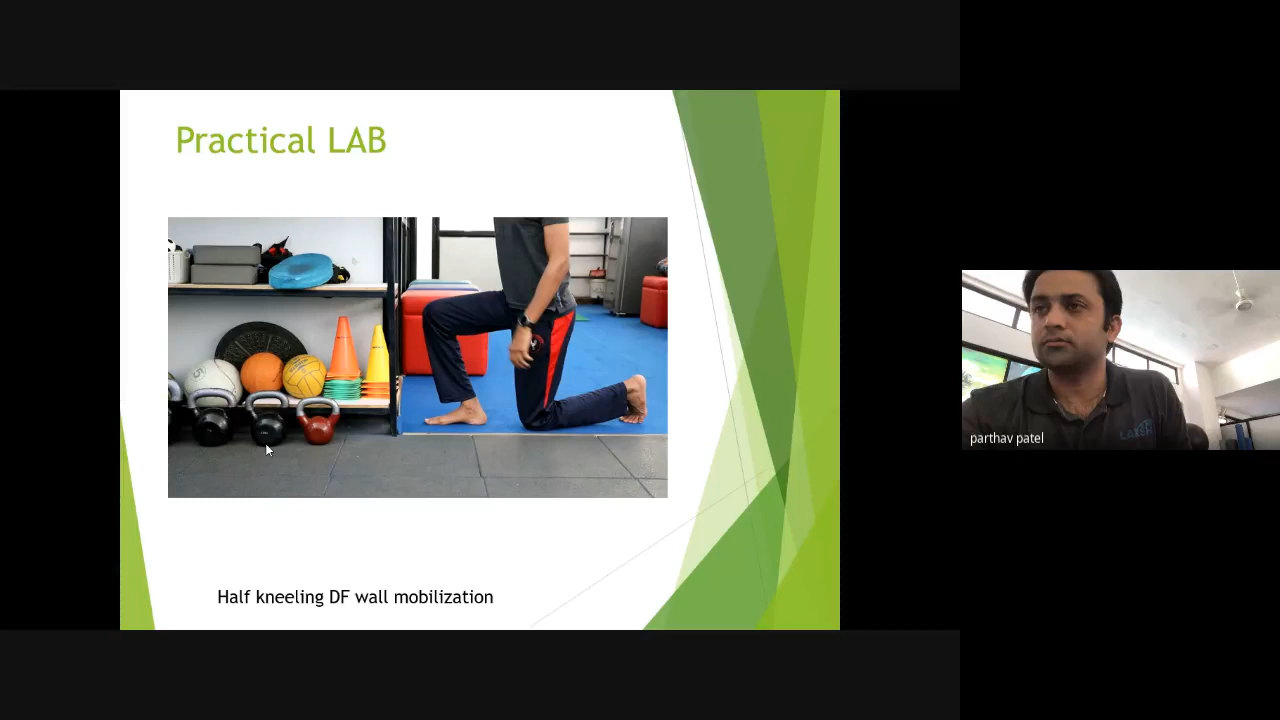 Practical LAB
Half kneeling DF wall mobilization
parthav patel